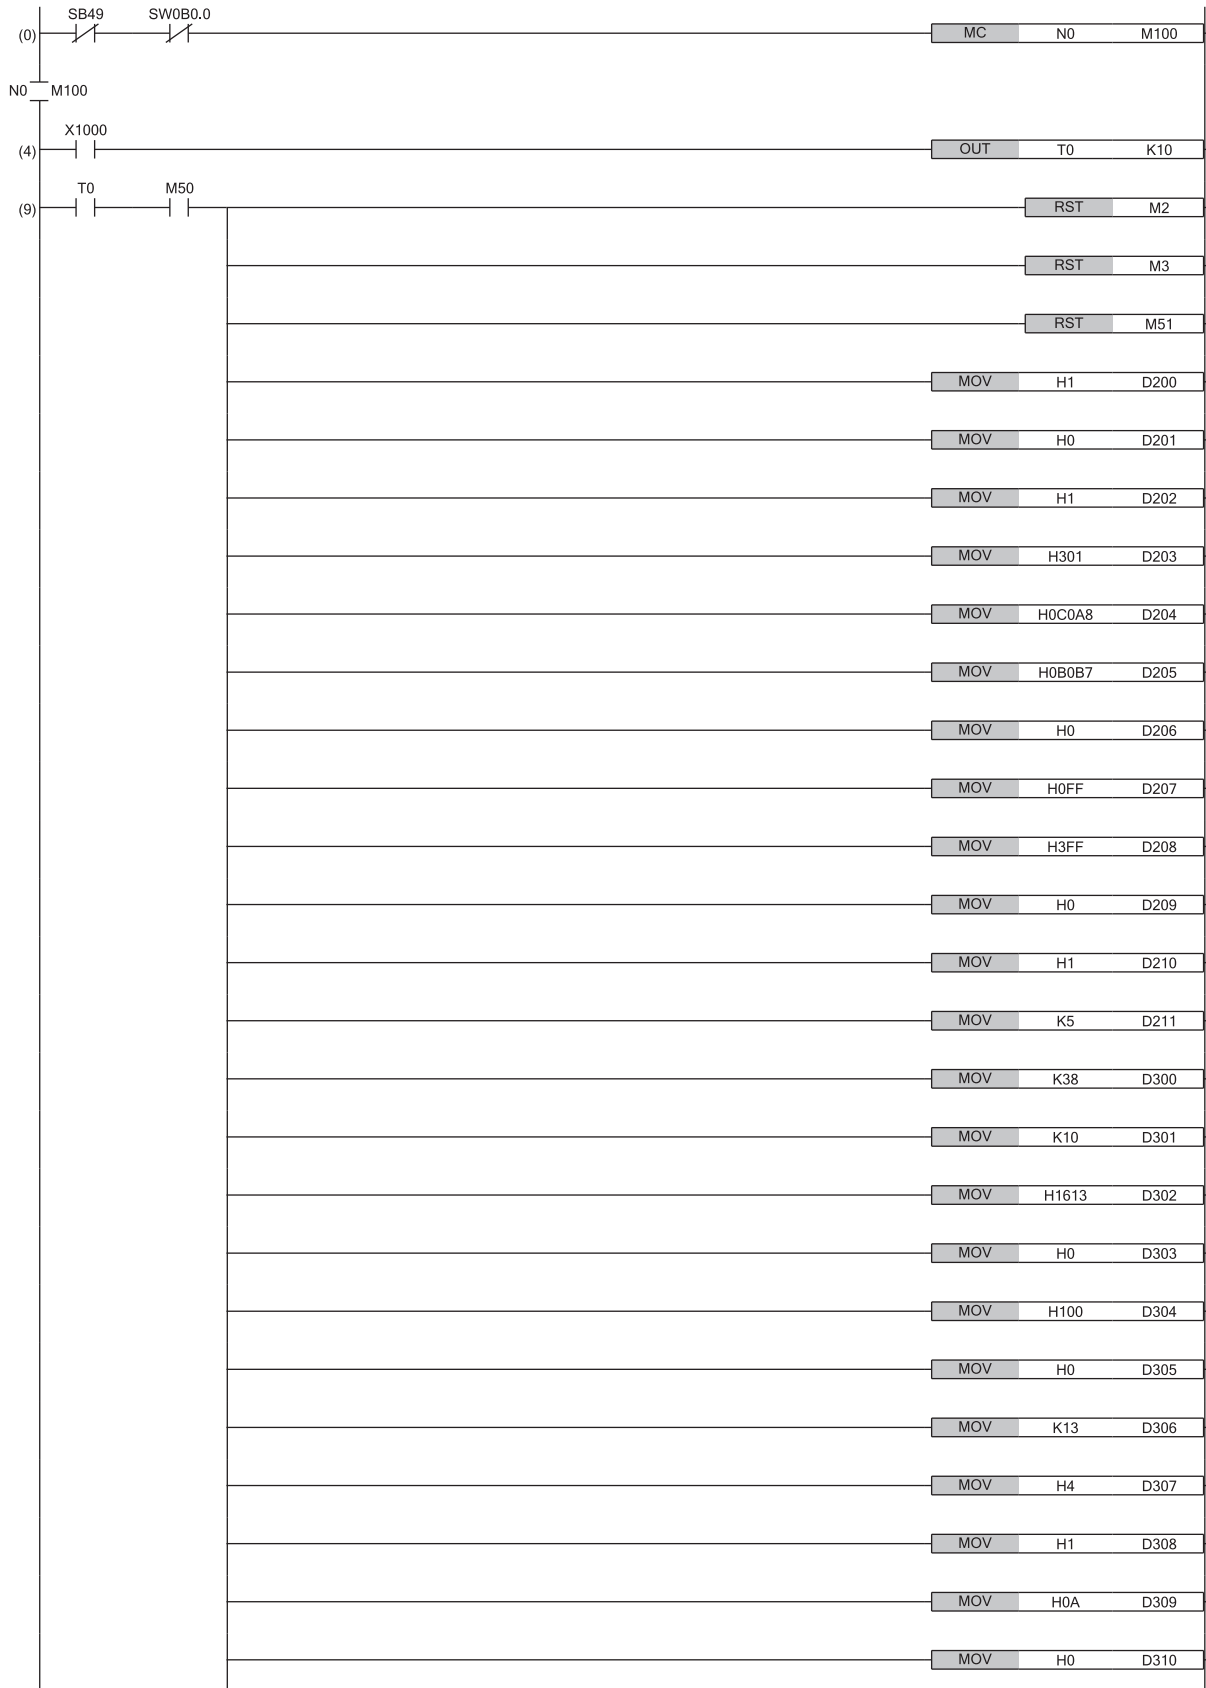 SB49 SW0B0.0
(0) MC N0 M100
N0 M100
X1000
(4) OUT T0 K10
T0 M50
(9) RST M2
RST M3
RST M51
MOV H1 D200
MOV H0 D201
MOV H1 D202
MOV H301 D203
MOV H0C0A8 D204
MOV H0B0B7 D205
MOV H0 D206
MOV H0FF D207
MOV H3FF D208
MOV H0 D209
MOV H1 D210
MOV K5 D211
MOV K38 D300
MOV K10 D301
MOV H1613 D302
MOV H0 D303
MOV H100 D304
MOV H0 D305
MOV K13 D306
MOV H4 D307
MOV H1 D308
MOV H0A D309
MOV H0 D310